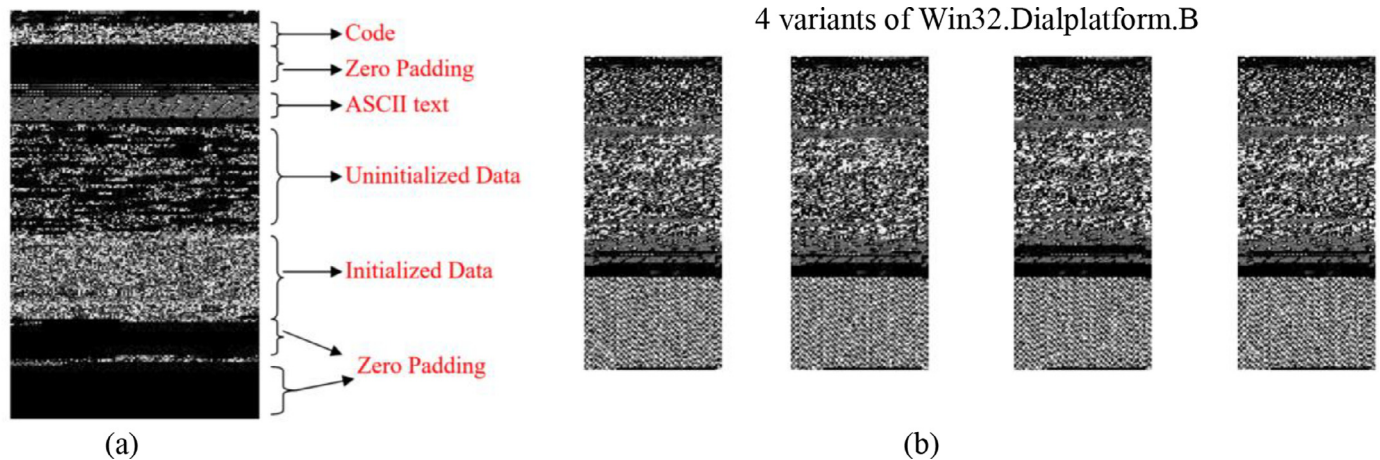 4 variants of Win32.Dialplatform.B
Code
Zero Padding
ASCII text
Uninitialized Data
Initialized Data
Zero Padding
(a)
(b)